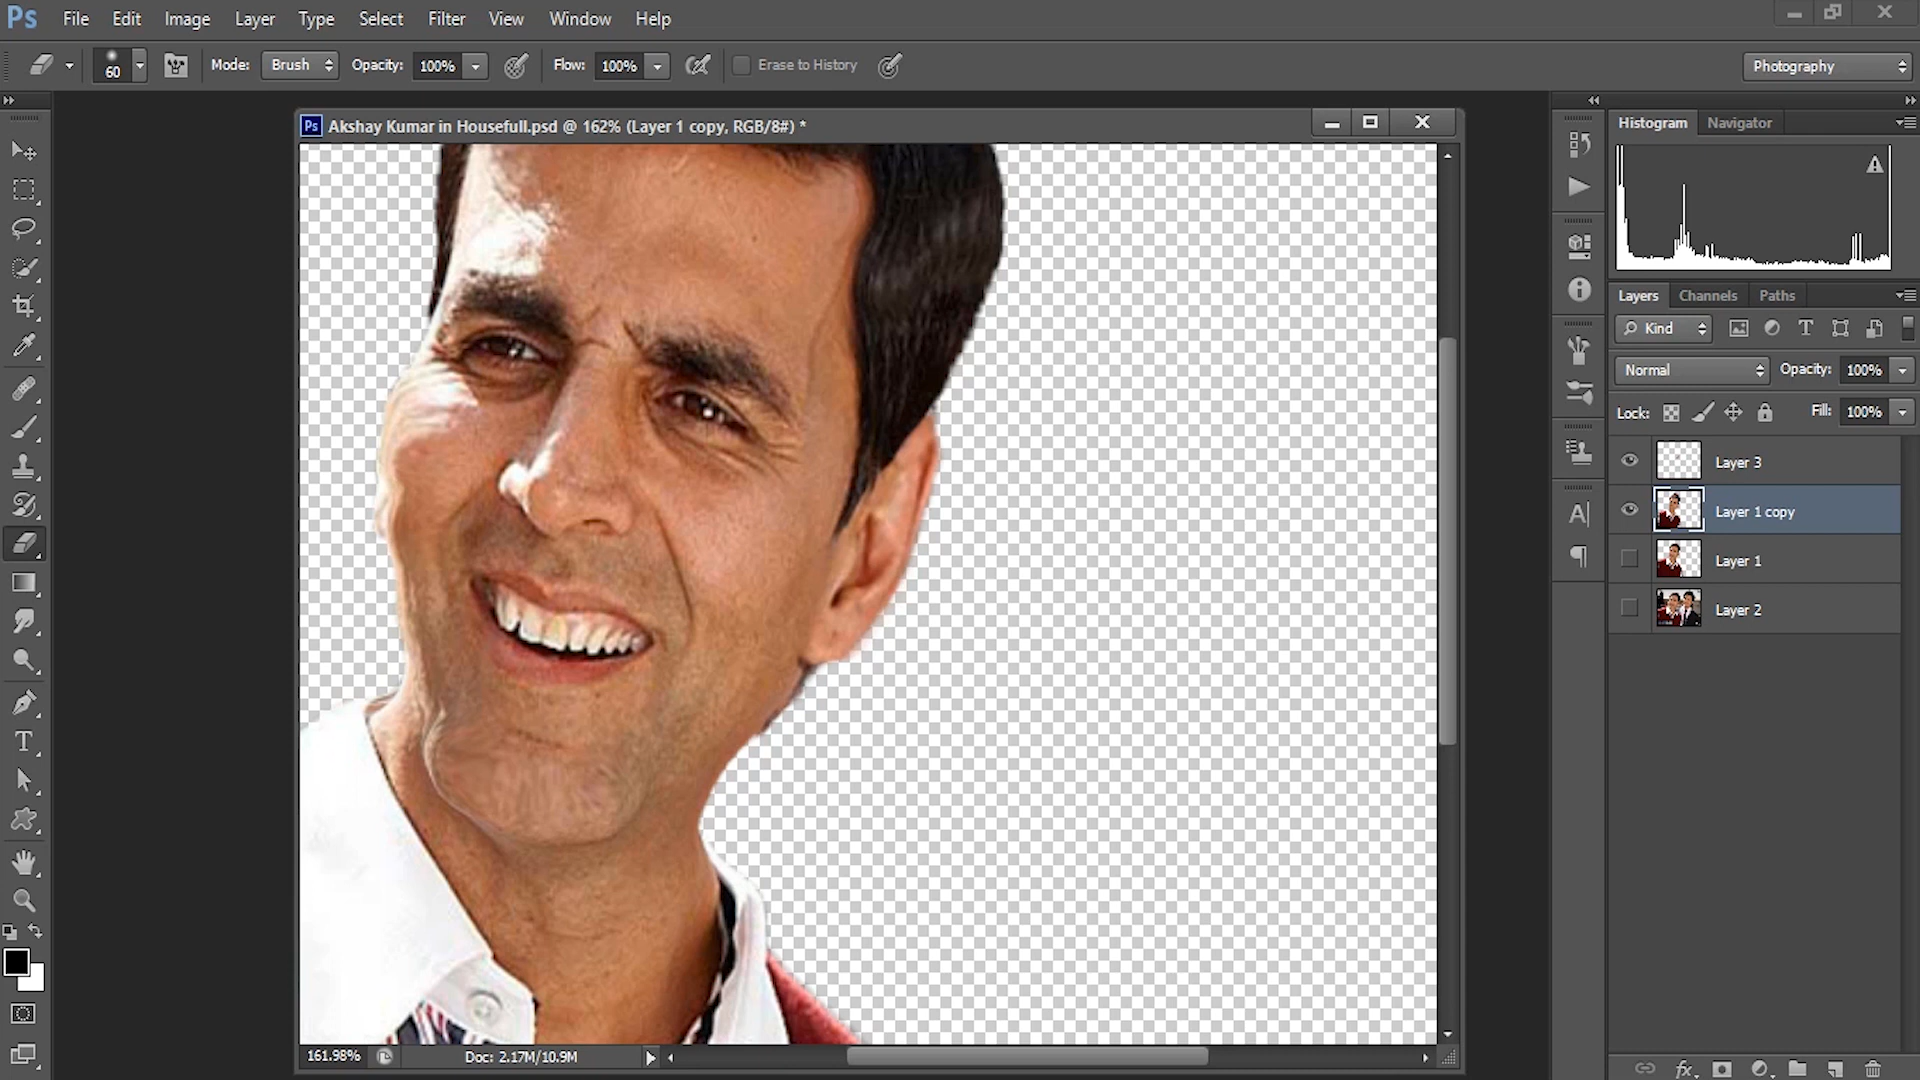 Ps File Edit Image Layer Type Select Filter View Window Help
60 Mode: Brush Opacity: 100% Flow: 100% Erase to History Photography
Ps Akshay Kumar in Housefull.psd @ 162% (Layer 1 copy, RGB/8#) *
Histogram Navigator
Layers Channels Paths
Kind
Normal Opacity: 100%
Lock: Fill: 100%
Layer 3
Layer 1 copy
Layer 1
Layer 2
161.98% Doc: 2.17M/10.9M